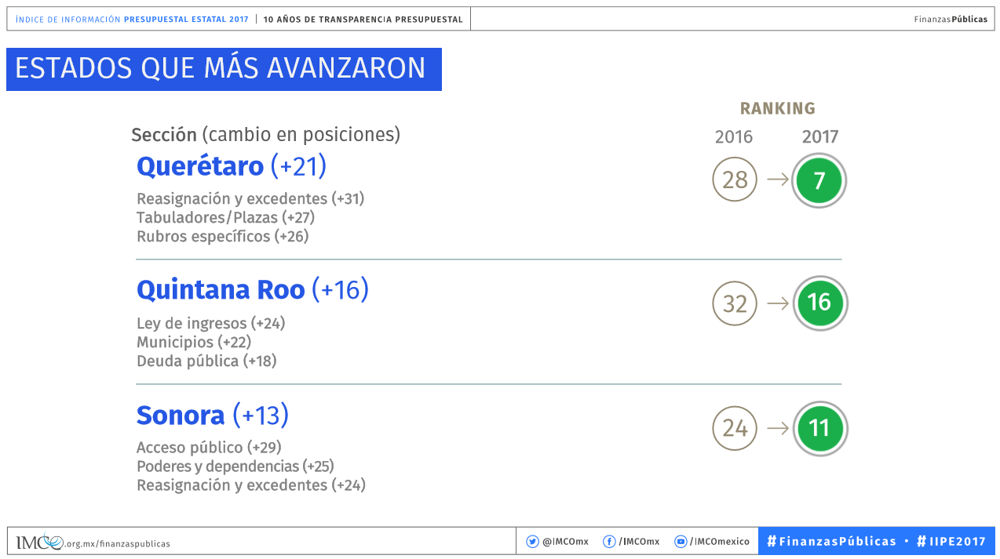 ÍNDICE DE INFORMACIÓN PRESUPUESTAL ESTATAL 2017 | 10 AÑOS DE TRANSPARENCIA PRESUPUESTAL
FinanzasPúblicas
ESTADOS QUE MÁS AVANZARON
RANKING
Sección (cambio en posiciones)
2016 2017
Querétaro (+21)
28 → 7
Reasignación y excedentes (+31)
Tabuladores/Plazas (+27)
Rubros específicos (+26)
Quintana Roo (+16)
32 → 16
Ley de ingresos (+24)
Municipios (+22)
Deuda pública (+18)
Sonora (+13)
24 → 11
Acceso público (+29)
Poderes y dependencias (+25)
Reasignación y excedentes (+24)
IMCO.org.mx/finanzaspublicas
@IMCOmx /IMCOmx /IMCOmexico
#FinanzasPúblicas • #IIPE2017